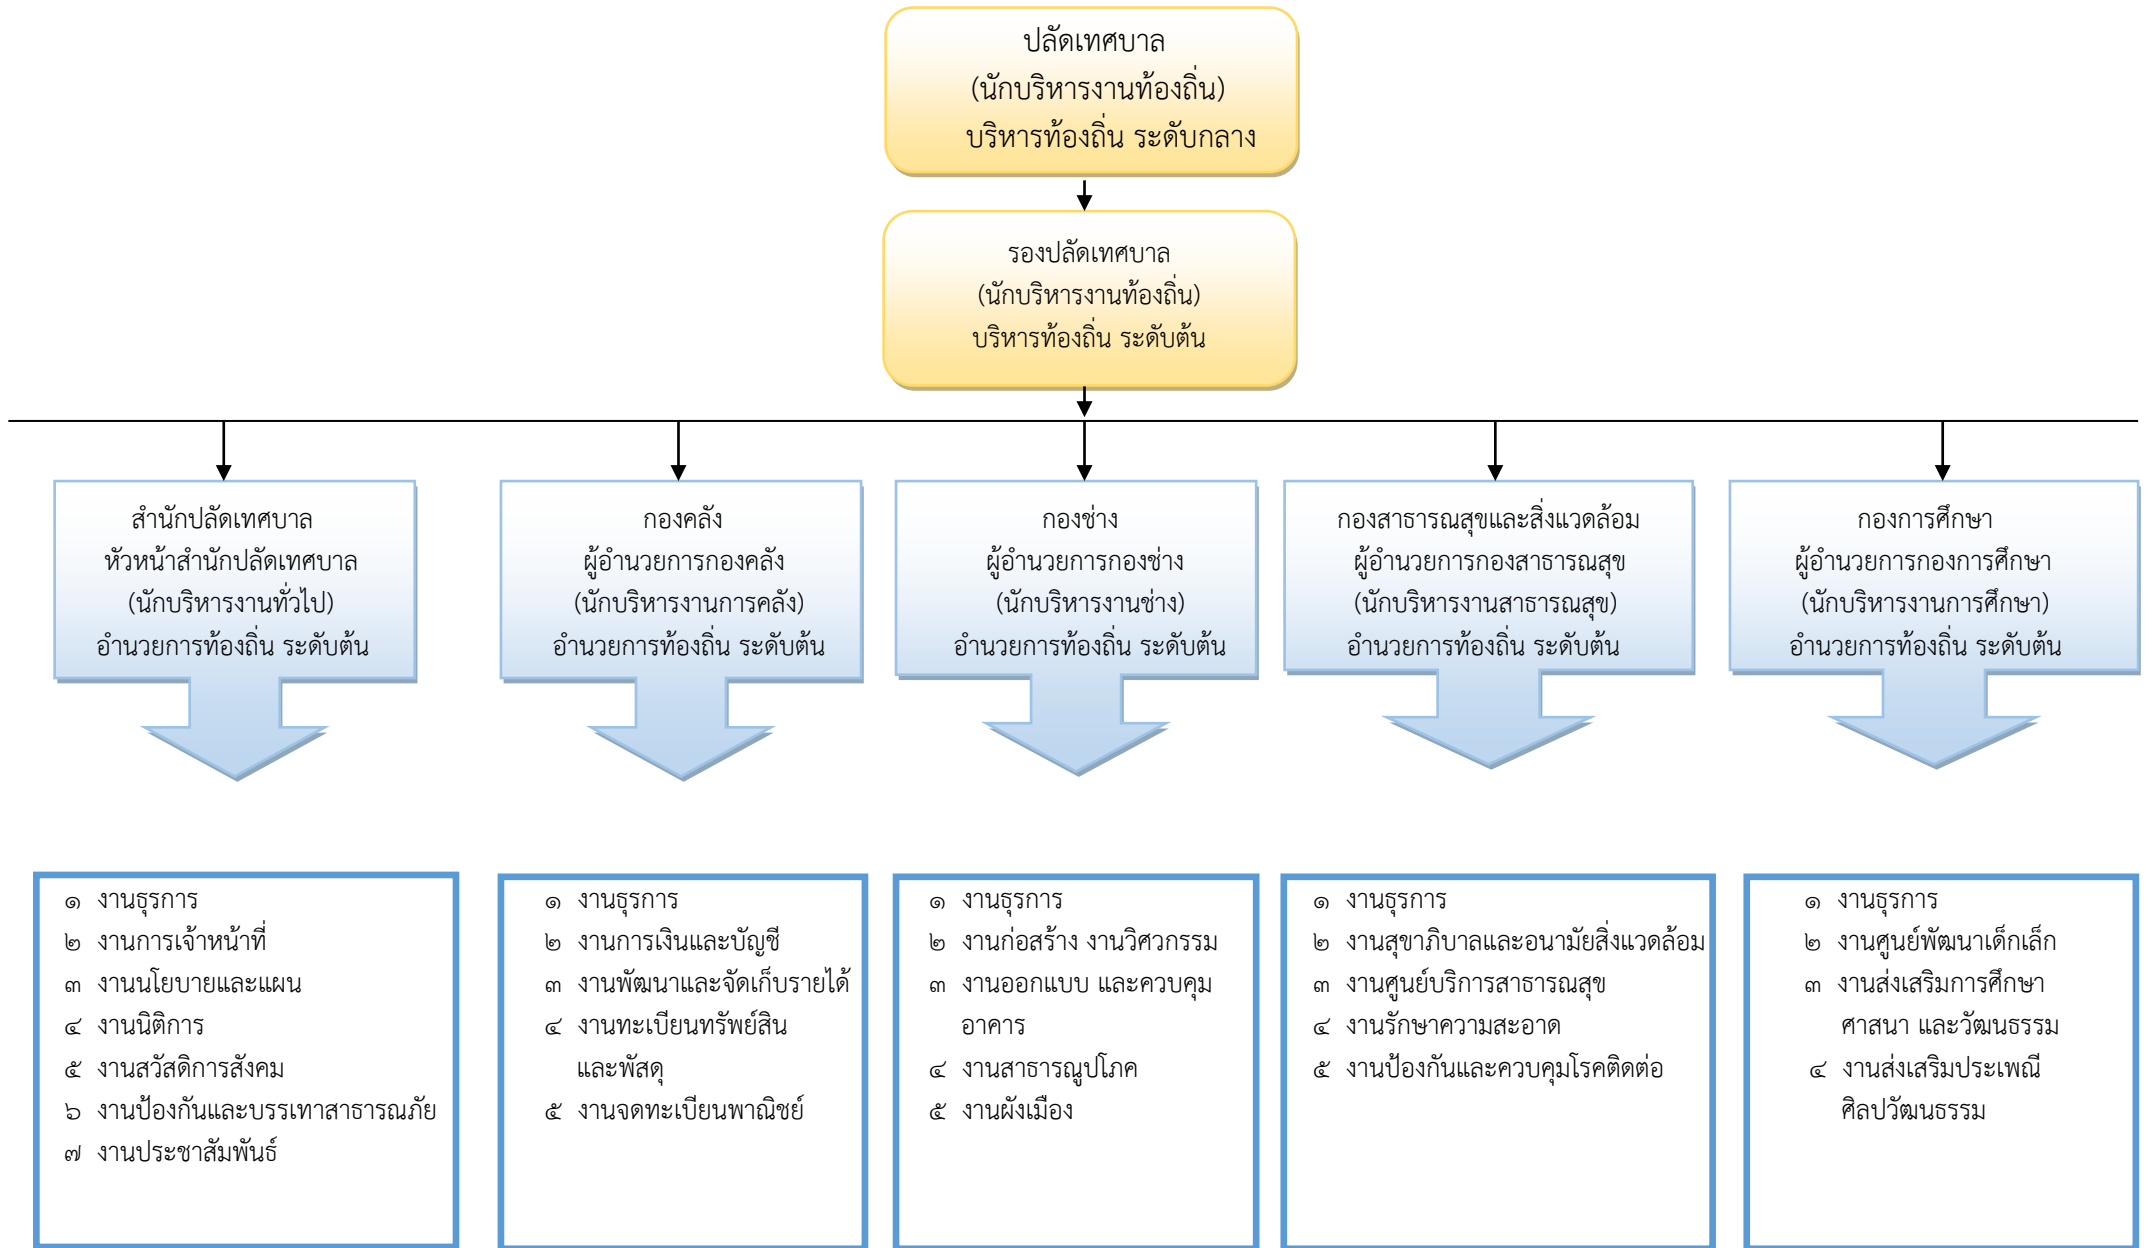 ปลัดเทศบาล
(นักบริหารงานท้องถิ่น)
บริหารท้องถิ่น ระดับกลาง
รองปลัดเทศบาล
(นักบริหารงานท้องถิ่น)
บริหารท้องถิ่น ระดับต้น
สำนักปลัดเทศบาล
หัวหน้าสำนักปลัดเทศบาล
(นักบริหารงานทั่วไป)
อำนวยการท้องถิ่น ระดับต้น
กองคลัง
ผู้อำนวยการกองคลัง
(นักบริหารงานการคลัง)
อำนวยการท้องถิ่น ระดับต้น
กองช่าง
ผู้อำนวยการกองช่าง
(นักบริหารงานช่าง)
อำนวยการท้องถิ่น ระดับต้น
กองสาธารณสุขและสิ่งแวดล้อม
ผู้อำนวยการกองสาธารณสุข
(นักบริหารงานสาธารณสุข)
อำนวยการท้องถิ่น ระดับต้น
กองการศึกษา
ผู้อำนวยการกองการศึกษา
(นักบริหารงานการศึกษา)
อำนวยการท้องถิ่น ระดับต้น
๑ งานธุรการ
๒ งานการเจ้าหน้าที่
๓ งานนโยบายและแผน
๔ งานนิติการ
๕ งานสวัสดิการสังคม
๖ งานป้องกันและบรรเทาสาธารณภัย
๗ งานประชาสัมพันธ์
๑ งานธุรการ
๒ งานการเงินและบัญชี
๓ งานพัฒนาและจัดเก็บรายได้
๔ งานทะเบียนทรัพย์สิน
และพัสดุ
๕ งานจดทะเบียนพาณิชย์
๑ งานธุรการ
๒ งานก่อสร้าง งานวิศวกรรม
๓ งานออกแบบ และควบคุม
อาคาร
๔ งานสาธารณูปโภค
๕ งานผังเมือง
๑ งานธุรการ
๒ งานสุขาภิบาลและอนามัยสิ่งแวดล้อม
๓ งานศูนย์บริการสาธารณสุข
๔ งานรักษาความสะอาด
๕ งานป้องกันและควบคุมโรคติดต่อ
๑ งานธุรการ
๒ งานศูนย์พัฒนาเด็กเล็ก
๓ งานส่งเสริมการศึกษา
ศาสนา และวัฒนธรรม
๔ งานส่งเสริมประเพณี
ศิลปวัฒนธรรม